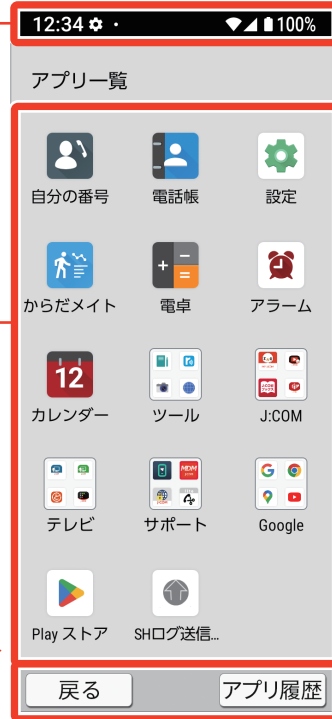 12:34 100%
アプリ一覧
自分の番号 電話帳 設定
からだメイト 電卓 アラーム
12
カレンダー ツール J:COM
MDM
テレビ サポート Google
Play ストア SHログ送信...
戻る アプリ履歴